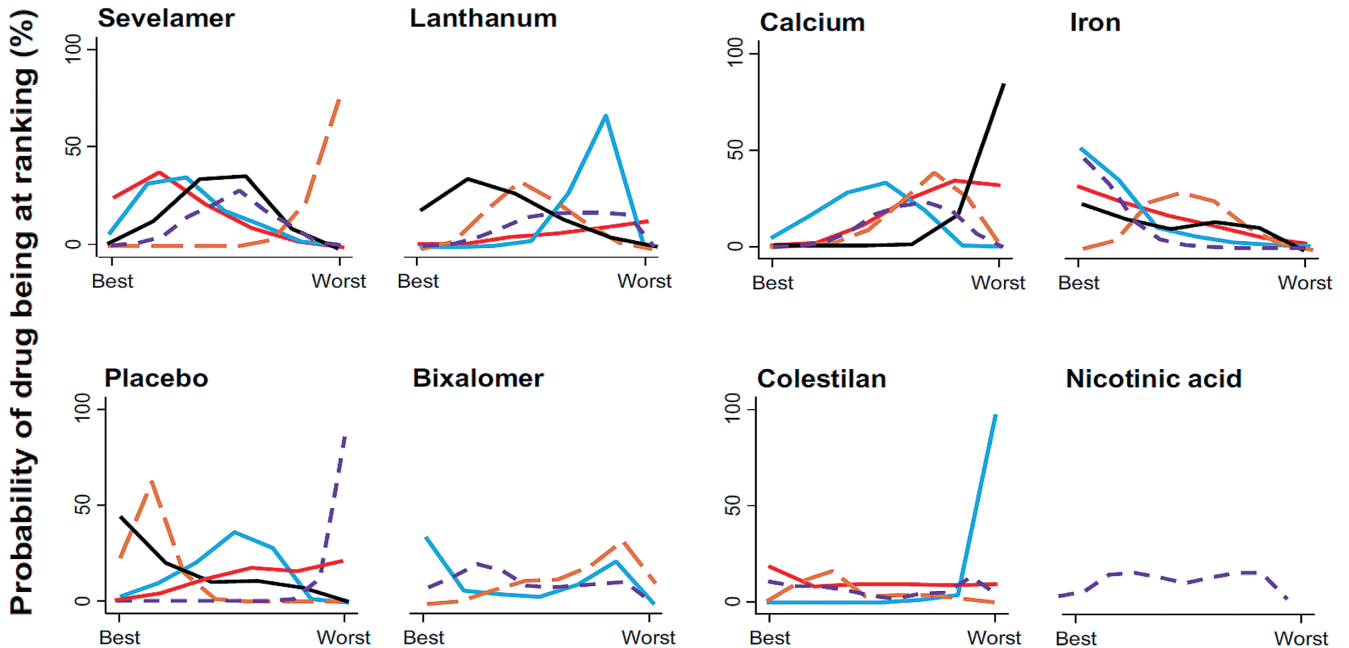 Probability of drug being at ranking (%)
Sevelamer
Lanthanum
Calcium
Iron
100
50
0
100
50
0
Best
Worst
Best
Worst
Best
Worst
Best
Worst
Placebo
Bixalomer
Colestilan
Nicotinic acid
100
50
0
100
50
0
Best
Worst
Best
Worst
Best
Worst
Best
Worst